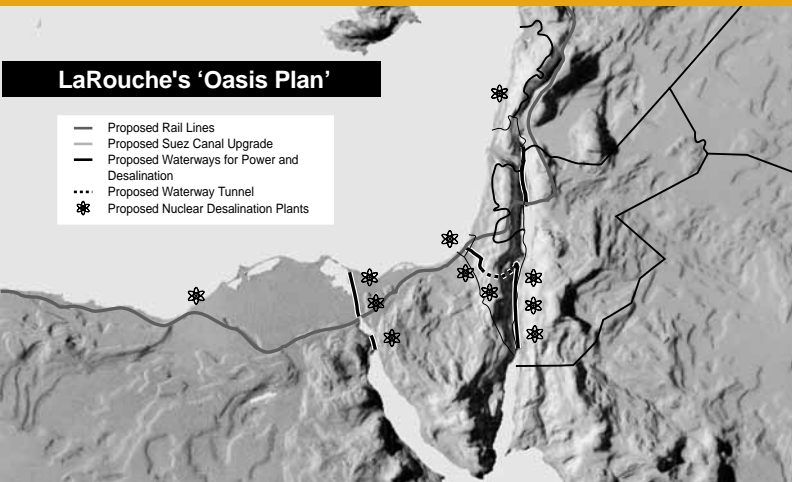 LaRouche's ‘Oasis Plan’
Proposed Rail Lines
Proposed Suez Canal Upgrade
Proposed Waterways for Power and
Desalination
Proposed Waterway Tunnel
Proposed Nuclear Desalination Plants